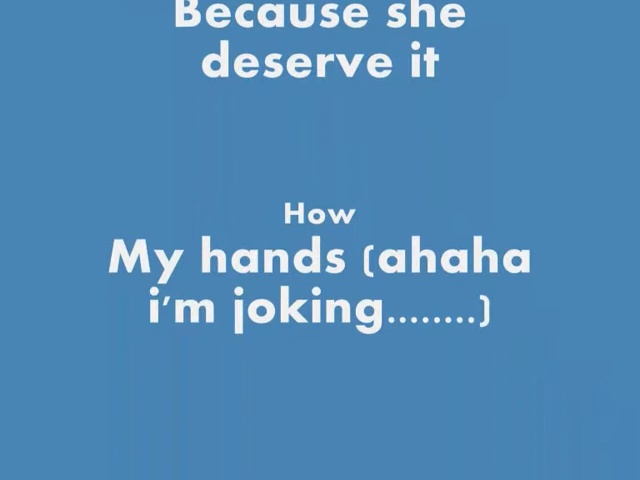 Because she
deserve it
How
My hands (ahaha
i'm joking........)